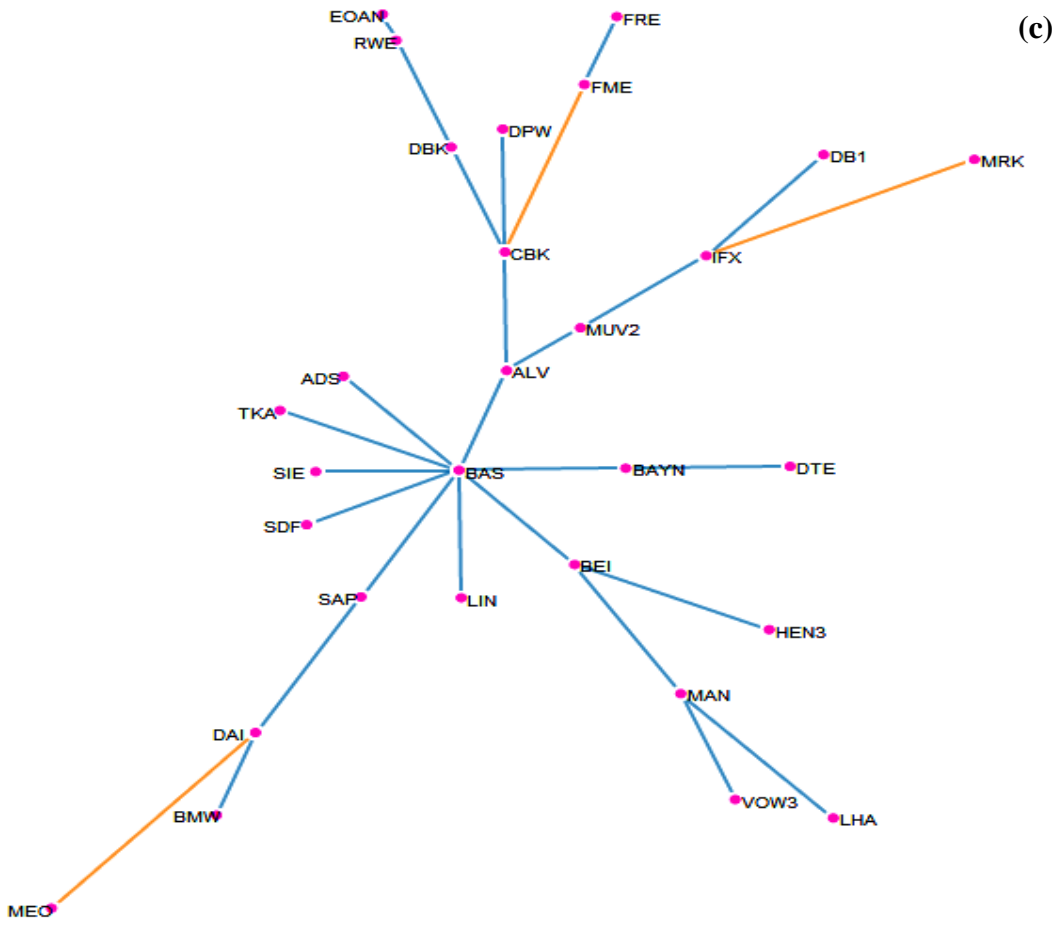 EOAN
FRE
(c)
RWE
FME
DPW
DBK
DB1
MRK
CBK
IFX
MUV2
ALV
ADS
TKA
SIE
BAS
BAYN
DTE
SDF
BEI
SAP
LIN
HEN3
MAN
DAI
VOW3
BMW
LHA
MEO